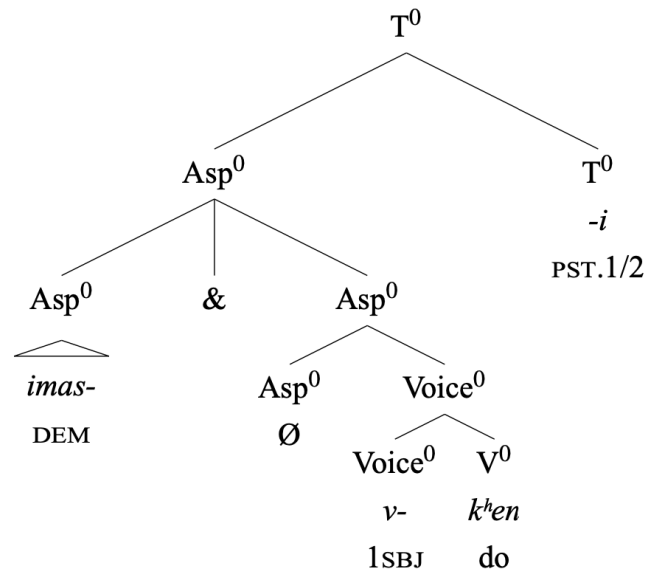 T⁰
Asp⁰ T⁰
-i
PST.1/2
Asp⁰ & Asp⁰
imas- Asp⁰ Voice⁰
DEM Ø
Voice⁰ V⁰
v- kʰen
1SBJ do